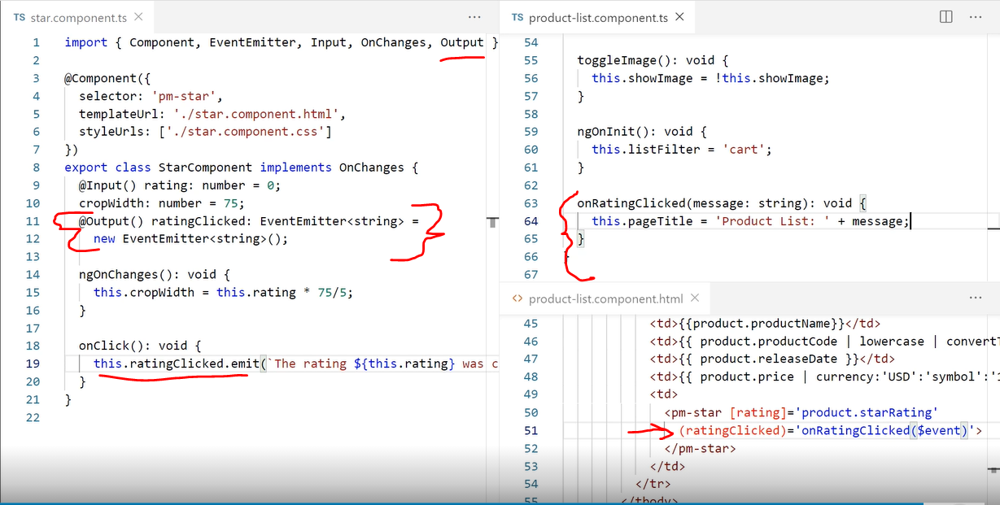 TS star.component.ts
1 import { Component, EventEmitter, Input, OnChanges, Output }
2
3 @Component({
4 selector: 'pm-star',
5 templateUrl: './star.component.html',
6 styleUrls: ['./star.component.css']
7 })
8 export class StarComponent implements OnChanges {
9 @Input() rating: number = 0;
10 cropWidth: number = 75;
11 @Output() ratingClicked: EventEmitter<string> =
12 new EventEmitter<string>();
13
14 ngOnChanges(): void {
15 this.cropWidth = this.rating * 75/5;
16 }
17
18 onClick(): void {
19 this.ratingClicked.emit(`The rating ${this.rating} was c
20 }
21 }
22
TS product-list.component.ts
54
55 toggleImage(): void {
56 this.showImage = !this.showImage;
57 }
58
59 ngOnInit(): void {
60 this.listFilter = 'cart';
61 }
62
63 onRatingClicked(message: string): void {
64 this.pageTitle = 'Product List: ' + message;
65 }
66 }
67
<> product-list.component.html
45 <td>{{product.productName}}</td>
46 <td>{{ product.productCode | lowercase | convertT
47 <td>{{ product.releaseDate }}</td>
48 <td>{{ product.price | currency:'USD':'symbol':'1
49 <td>
50 <pm-star [rating]='product.starRating'
51 (ratingClicked)='onRatingClicked($event)'>
52 </pm-star>
53 </td>
54 </tr>
55 </tbody>